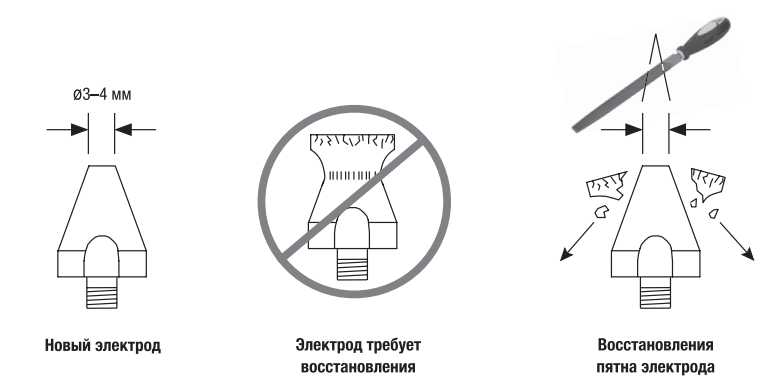 ø3–4 мм
Новый электрод
Электрод требует
восстановления
Восстановления
пятна электрода